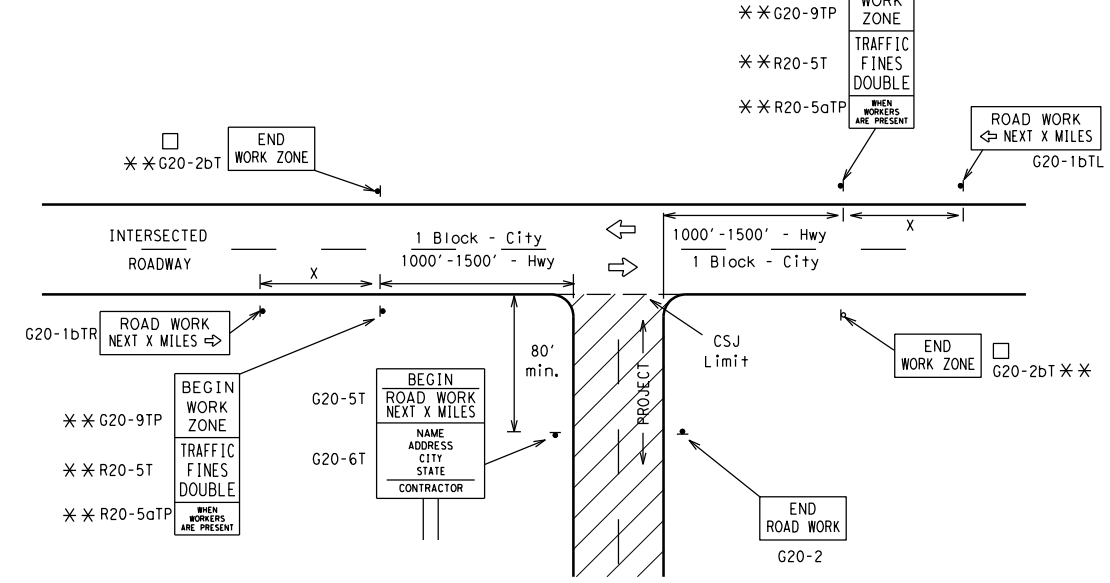 WORK
ZONE
TRAFFIC
FINES
DOUBLE
WHEN
WORKERS
ARE PRESENT
**G20-9TP
**R20-5T
**R20-5aTP
ROAD WORK
⇦ NEXT X MILES
G20-1bTL
□
**G20-2bT
END
WORK ZONE
INTERSECTED
ROADWAY
1 Block - City
1000'-1500' - Hwy
X
1000'-1500' - Hwy
1 Block - City
X
G20-1bTR
ROAD WORK
NEXT X MILES ⇨
80'
min.
CSJ
Limit
PROJECT
END
WORK ZONE
□
G20-2bT **
BEGIN
WORK
ZONE
TRAFFIC
FINES
DOUBLE
WHEN
WORKERS
ARE PRESENT
**G20-9TP
**R20-5T
**R20-5aTP
G20-5T
BEGIN
ROAD WORK
NEXT X MILES
G20-6T
NAME
ADDRESS
CITY
STATE
CONTRACTOR
END
ROAD WORK
G20-2